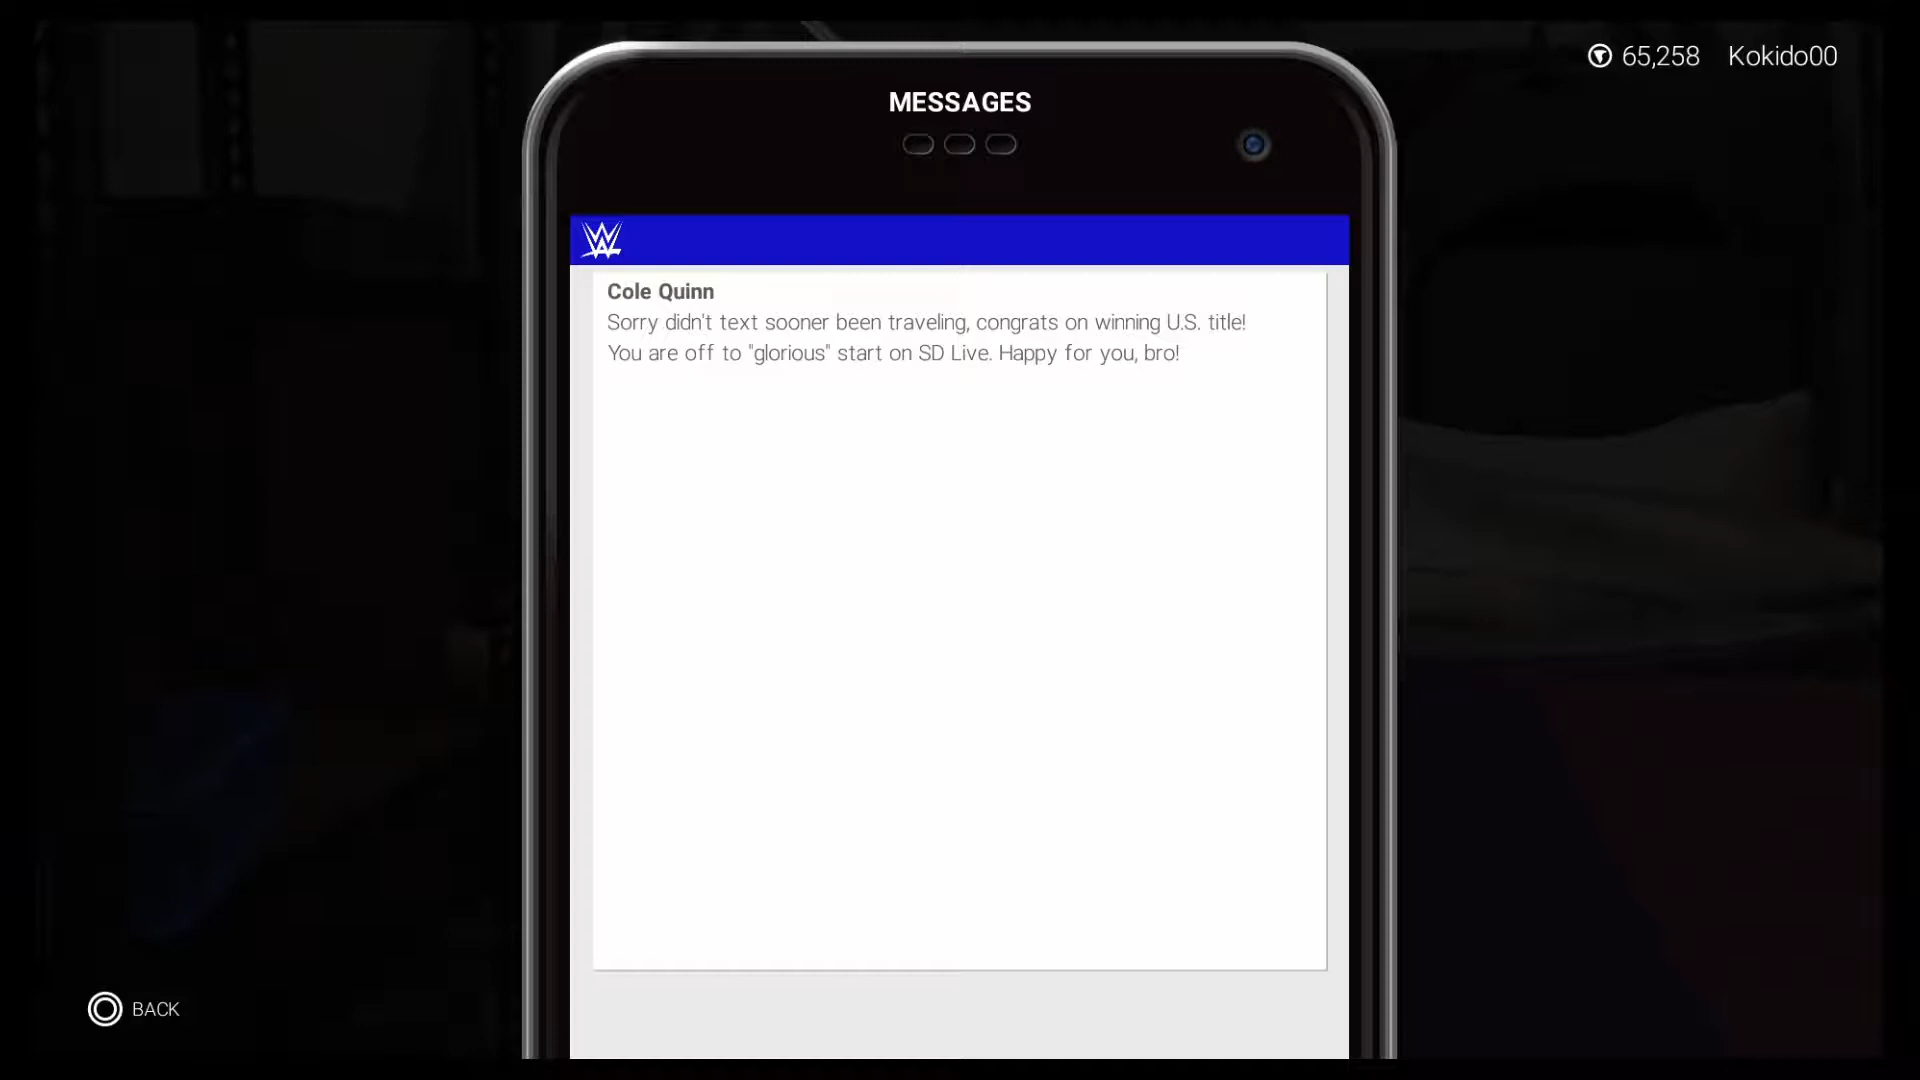 65,258 Kokido00
MESSAGES
Cole Quinn
Sorry didn't text sooner been traveling, congrats on winning U.S. title!
You are off to "glorious" start on SD Live. Happy for you, bro!
BACK